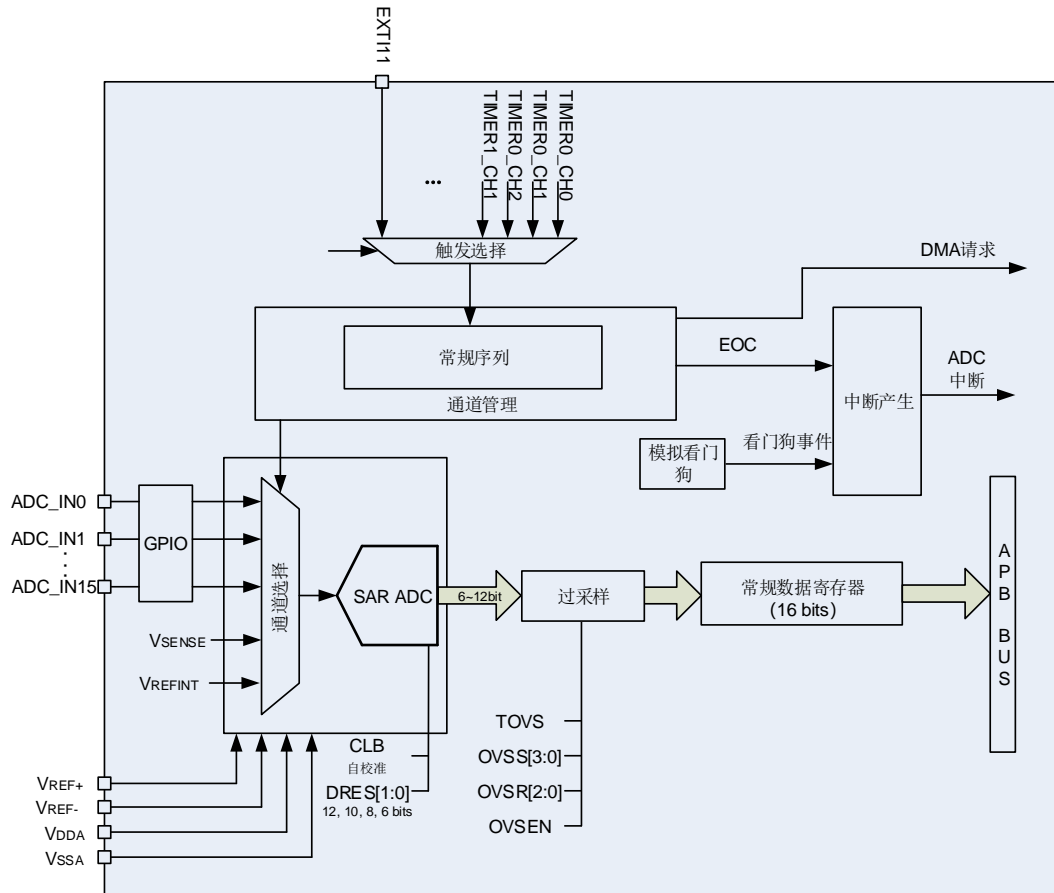 EXTI11
...
TIMER1_CH1
TIMER0_CH2
TIMER0_CH1
TIMER0_CH0
触发选择
DMA请求
常规序列
通道管理
EOC
中断产生
ADC
中断
模拟看门
狗
看门狗事件
ADC_IN0
ADC_IN1
ADC_IN15
GPIO
VSENSE
VREFINT
通道选择
SAR ADC
6~12bit
过采样
常规数据寄存器
(16 bits)
APB BUS
TOVS
OVSS[3:0]
OVSR[2:0]
OVSEN
CLB
自校准
DRES[1:0]
12, 10, 8, 6 bits
VREF+
VREF-
VDDA
VSSA